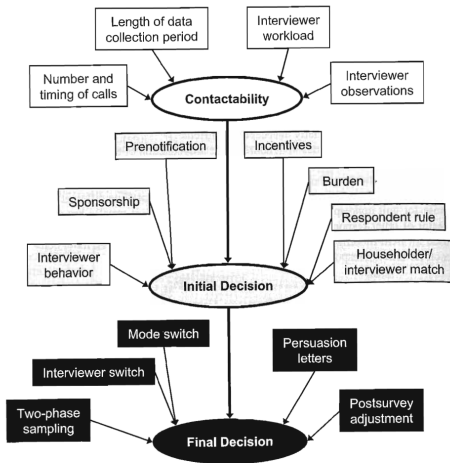 Length of data
collection period
Interviewer
workload
Number and
timing of calls
Interviewer
observations
Contactability
Prenotification
Incentives
Burden
Sponsorship
Respondent rule
Interviewer
behavior
Householder/
interviewer match
Initial Decision
Mode switch
Persuasion
letters
Interviewer switch
Two-phase
sampling
Postsurvey
adjustment
Final Decision